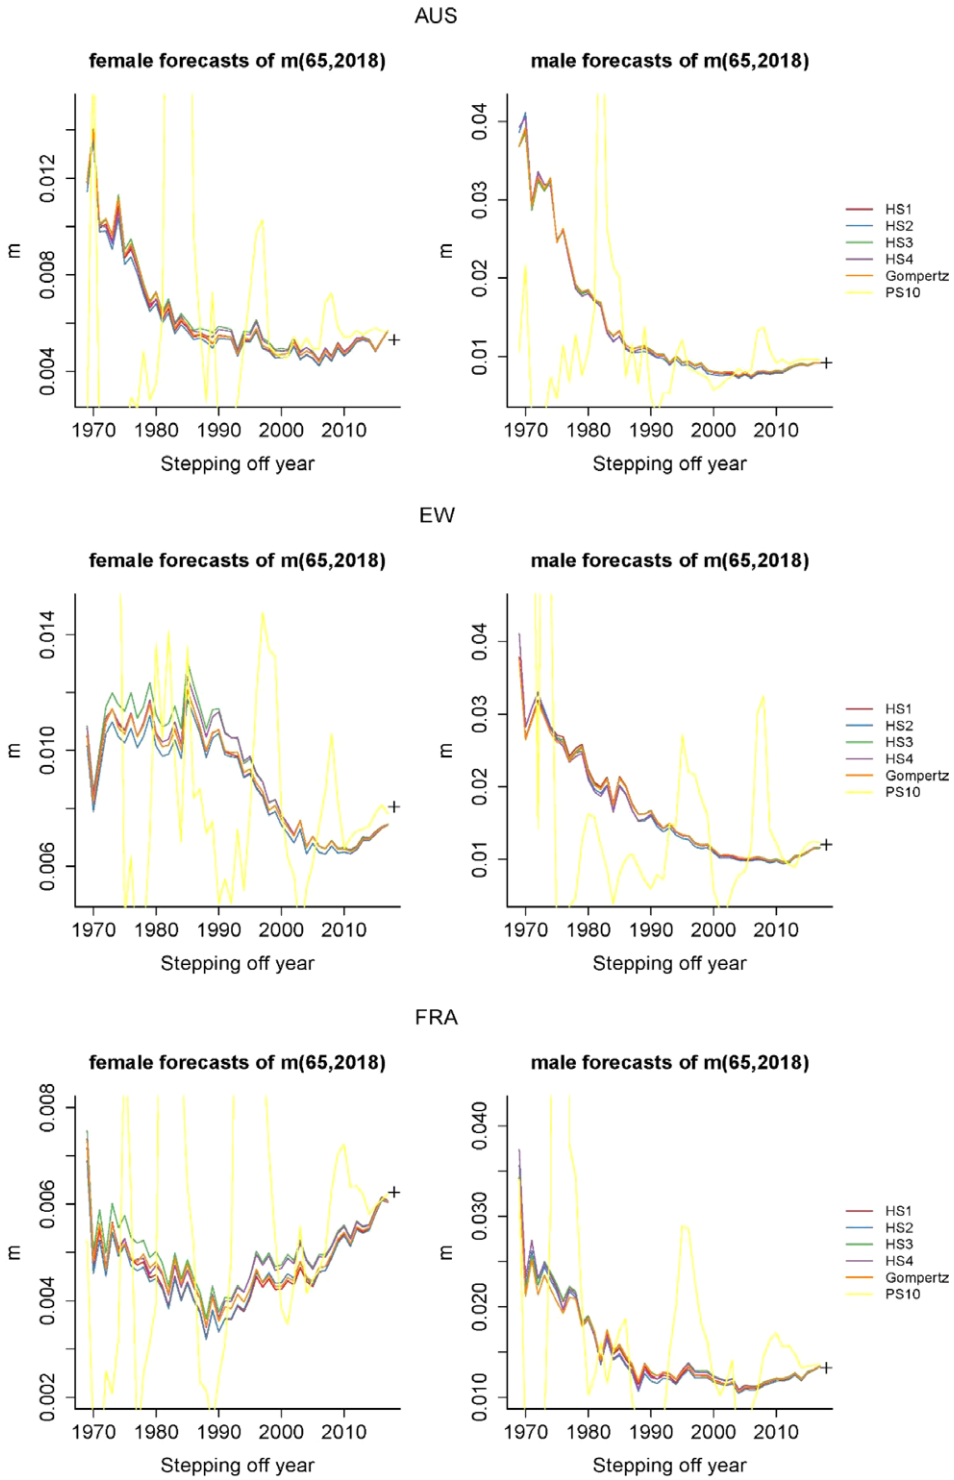 AUS
female forecasts of m(65,2018)
m
0.004
0.008
0.012
1970 1980 1990 2000 2010
Stepping off year
male forecasts of m(65,2018)
0.01
0.02
0.03
0.04
1970 1980 1990 2000 2010
Stepping off year
HS1
HS2
HS3
HS4
Gompertz
PS10
EW
female forecasts of m(65,2018)
m
0.006
0.010
0.014
1970 1980 1990 2000 2010
Stepping off year
male forecasts of m(65,2018)
m
0.01
0.02
0.03
0.04
1970 1980 1990 2000 2010
Stepping off year
HS1
HS2
HS3
HS4
Gompertz
PS10
FRA
female forecasts of m(65,2018)
m
0.002
0.004
0.006
0.008
1970 1980 1990 2000 2010
Stepping off year
male forecasts of m(65,2018)
m
0.010
0.020
0.030
0.040
1970 1980 1990 2000 2010
Stepping off year
HS1
HS2
HS3
HS4
Gompertz
PS10